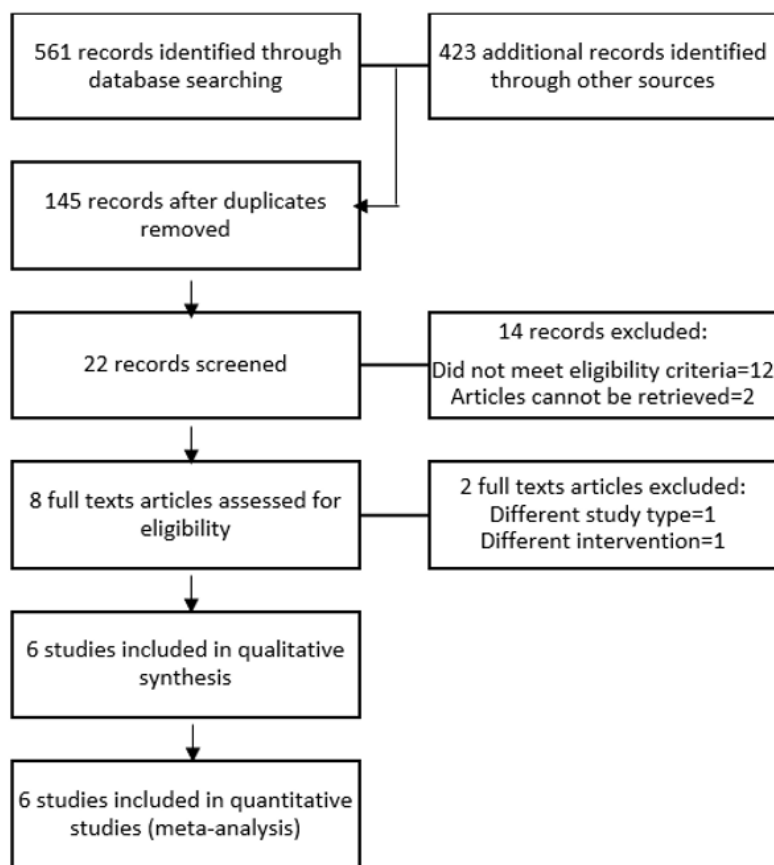 561 records identified through
database searching
423 additional records identified
through other sources
145 records after duplicates
removed
22 records screened
14 records excluded:
Did not meet eligibility criteria=12
Articles cannot be retrieved=2
8 full texts articles assessed for
eligibility
2 full texts articles excluded:
Different study type=1
Different intervention=1
6 studies included in qualitative
synthesis
6 studies included in quantitative
studies (meta-analysis)